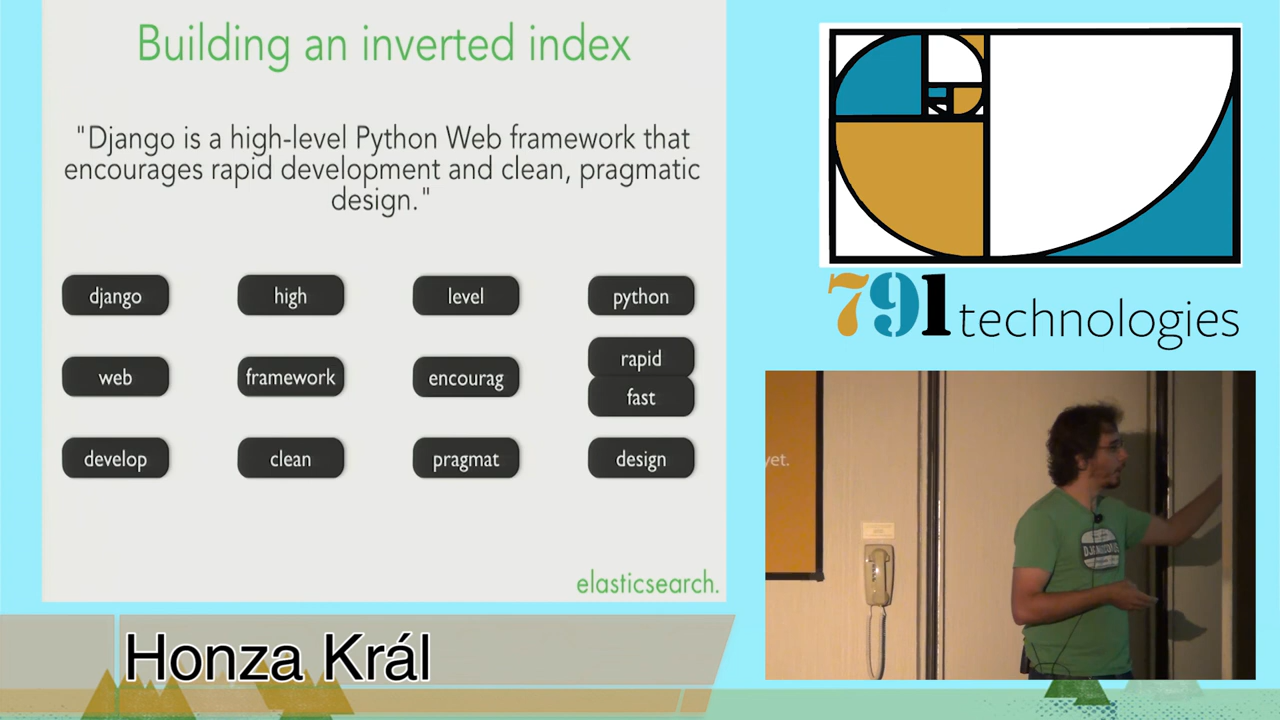 Building an inverted index
"Django is a high-level Python Web framework that
encourages rapid development and clean, pragmatic
design."
django
high
level
python
web
framework
encourag
rapid
fast
develop
clean
pragmat
design
elasticsearch.
Honza Král
791 technologies
yet.